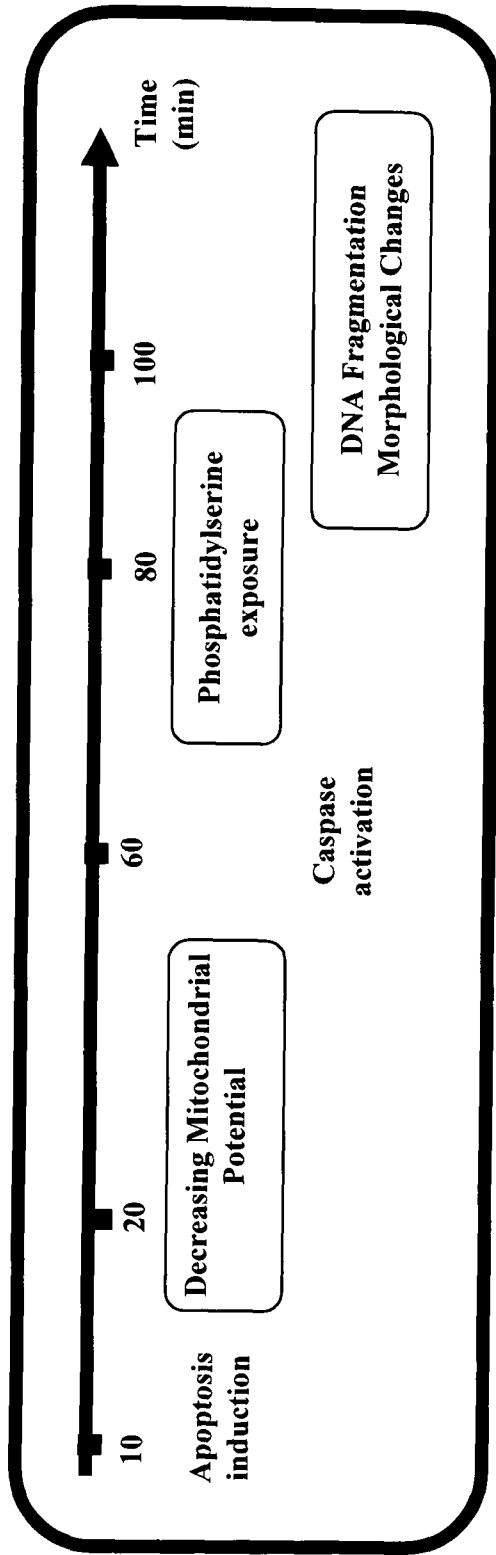 Time
(min)
10
20
60
80
100
Apoptosis
induction
Decreasing Mitochondrial
Potential
Caspase
activation
Phosphatidylserine
exposure
DNA Fragmentation
Morphological Changes